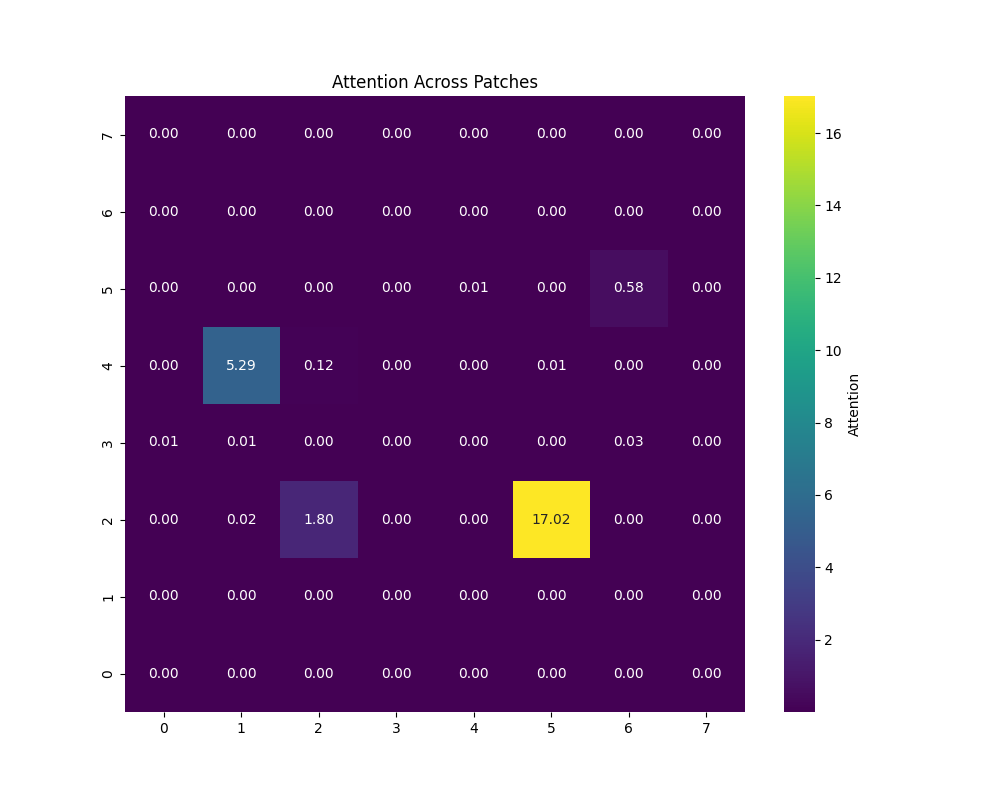 Attention Across Patches
7 0.00 0.00 0.00 0.00 0.00 0.00 0.00 0.00
6 0.00 0.00 0.00 0.00 0.00 0.00 0.00 0.00
5 0.00 0.00 0.00 0.00 0.01 0.00 0.58 0.00
4 0.00 5.29 0.12 0.00 0.00 0.01 0.00 0.00
3 0.01 0.01 0.00 0.00 0.00 0.00 0.03 0.00
2 0.00 0.02 1.80 0.00 0.00 17.02 0.00 0.00
1 0.00 0.00 0.00 0.00 0.00 0.00 0.00 0.00
0 0.00 0.00 0.00 0.00 0.00 0.00 0.00 0.00
0 1 2 3 4 5 6 7
16
14
12
10
8
6
4
2
Attention